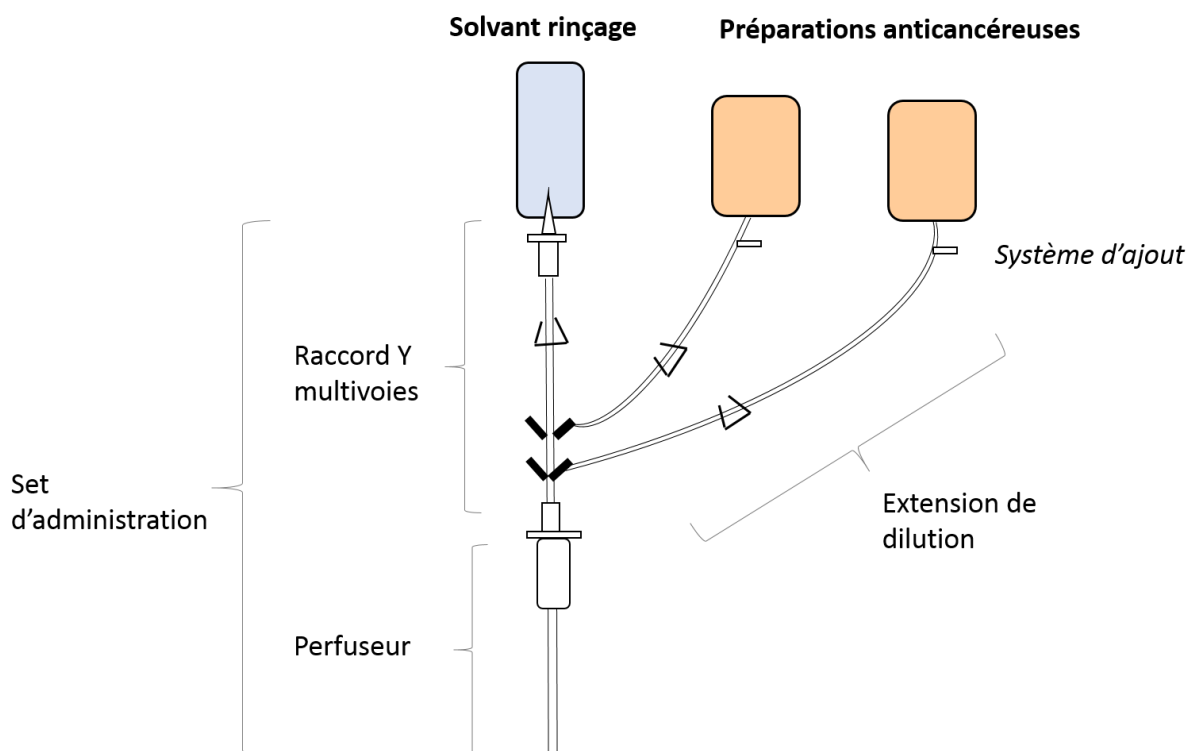 Solvant rinçage
Préparations anticancéreuses
Système d'ajout
Raccord Y
multivoies
Set
d'administration
Extension de
dilution
Perfuseur